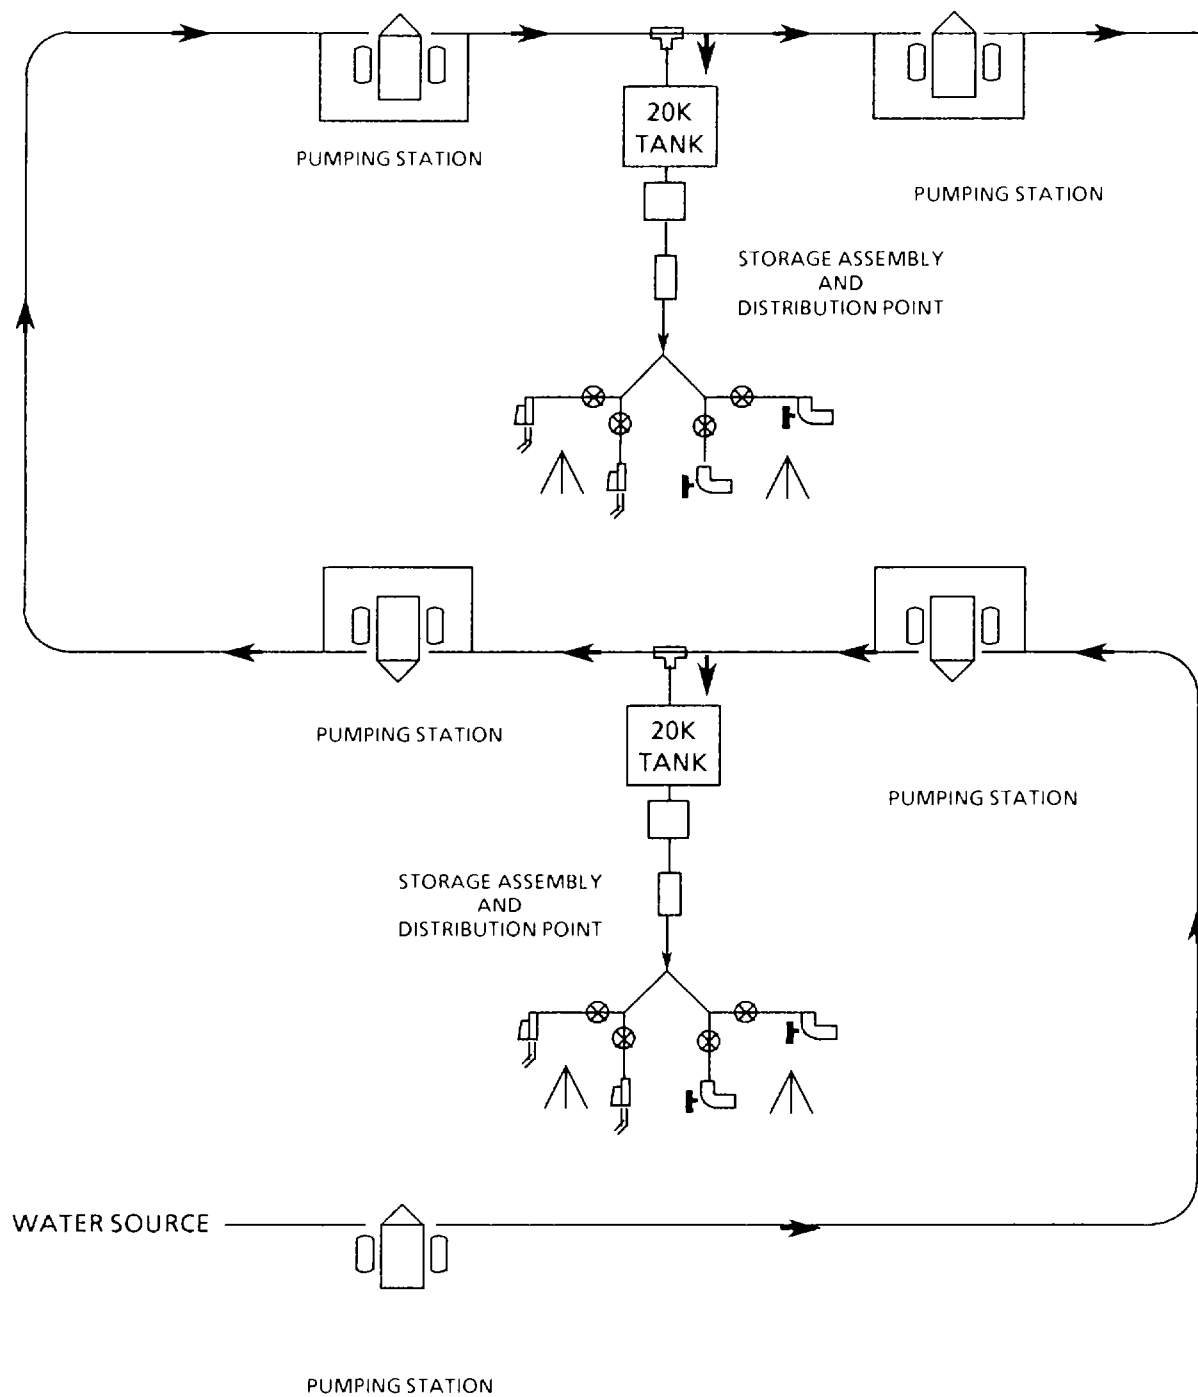 20K
TANK
PUMPING STATION
PUMPING STATION
STORAGE ASSEMBLY
AND
DISTRIBUTION POINT
PUMPING STATION
20K
TANK
PUMPING STATION
STORAGE ASSEMBLY
AND
DISTRIBUTION POINT
WATER SOURCE
PUMPING STATION